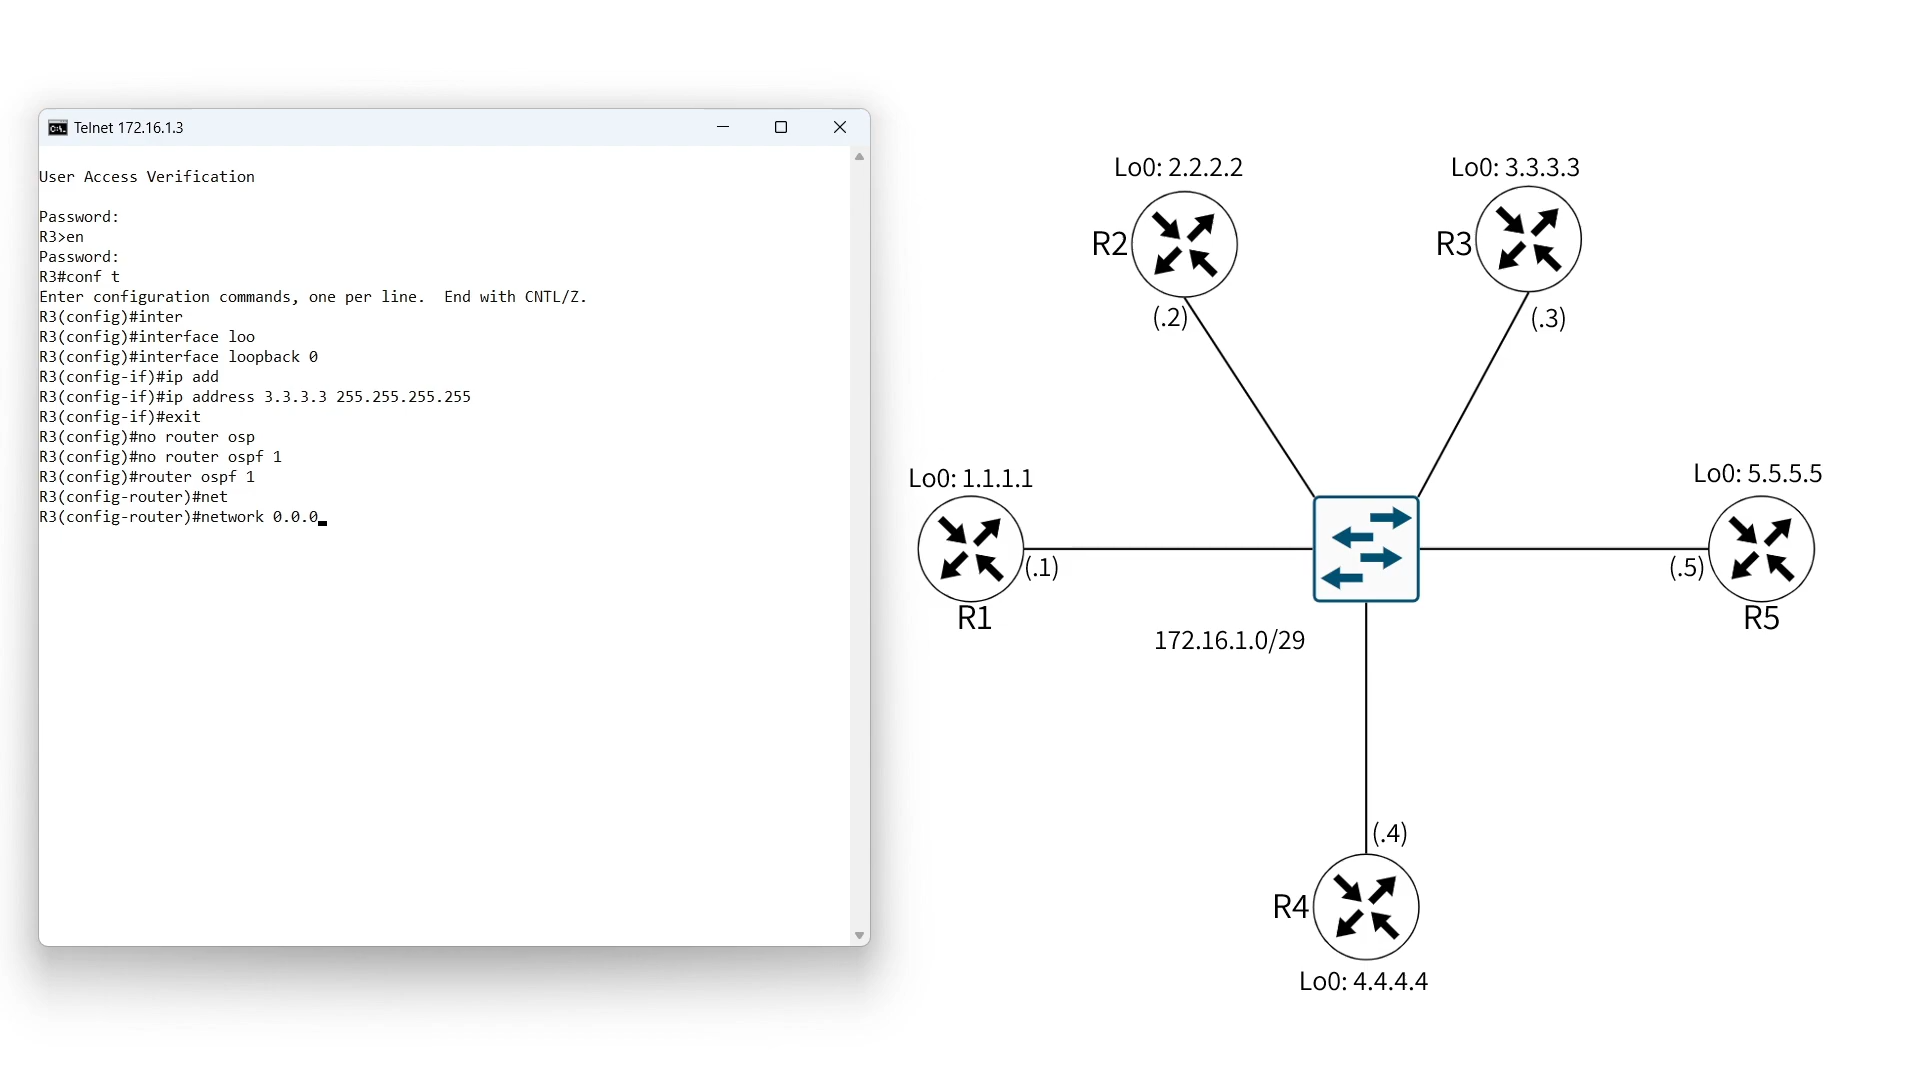 Telnet 172.16.1.3
User Access Verification
Password:
R3>en
Password:
R3#conf t
Enter configuration commands, one per line.  End with CNTL/Z.
R3(config)#inter
R3(config)#interface loo
R3(config)#interface loopback 0
R3(config-if)#ip add
R3(config-if)#ip address 3.3.3.3 255.255.255.255
R3(config-if)#exit
R3(config)#no router osp
R3(config)#no router ospf 1
R3(config)#router ospf 1
R3(config-router)#net
R3(config-router)#network 0.0.0
Lo0: 2.2.2.2
Lo0: 3.3.3.3
R2
R3
(.2)
(.3)
Lo0: 1.1.1.1
Lo0: 5.5.5.5
(.1)
(.5)
R1
R5
172.16.1.0/29
(.4)
R4
Lo0: 4.4.4.4